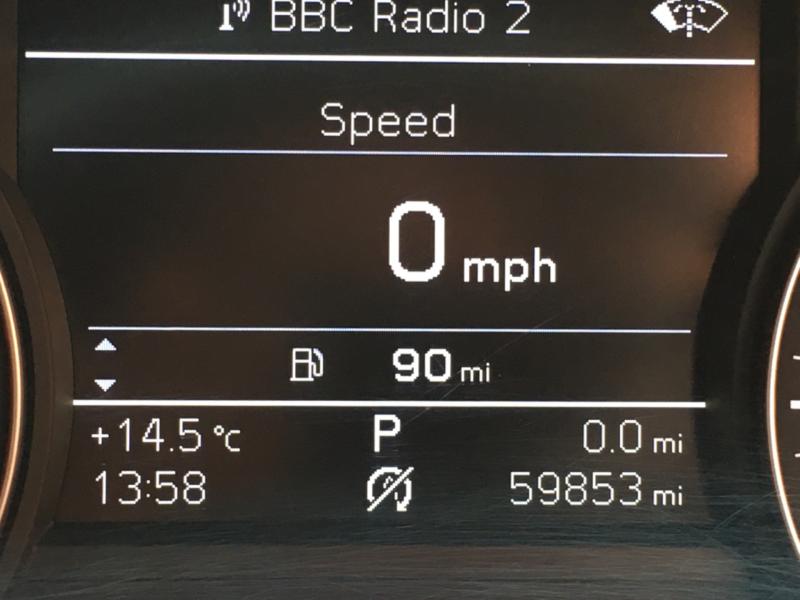 BBC Radio 2
Speed
0 mph
90 mi
+14.5 °C P 0.0 mi
13:58 59853 mi